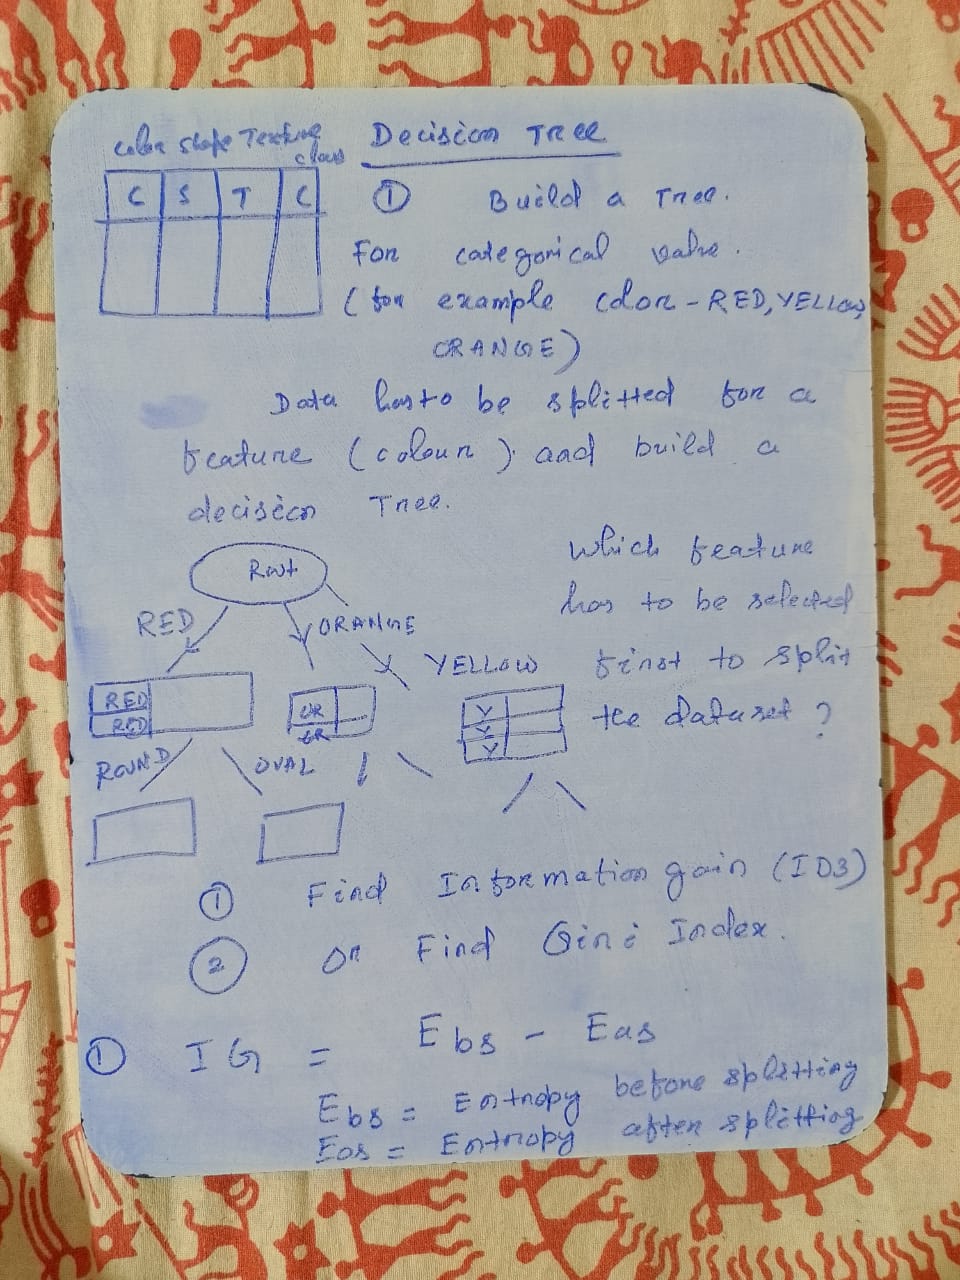 Decision Tree
Color Shape Texture
class
C S T C
① Build a Tree.
For categorical value.
(for example color - RED, YELLOW,
ORANGE)
Data has to be splitted for a
feature (colour) and build a
decision Tree.
Root
RED
ORANGE
YELLOW
RED
RED
OR
OR
Y
Y
Y
ROUND
OVAL
Which feature
has to be selected
first to split
the dataset ?
① Find Information gain (ID3)
② Or Find Gini Index.
① IG = Ebs - Eas
Ebs = Entropy before splitting
Eas = Entropy after splitting